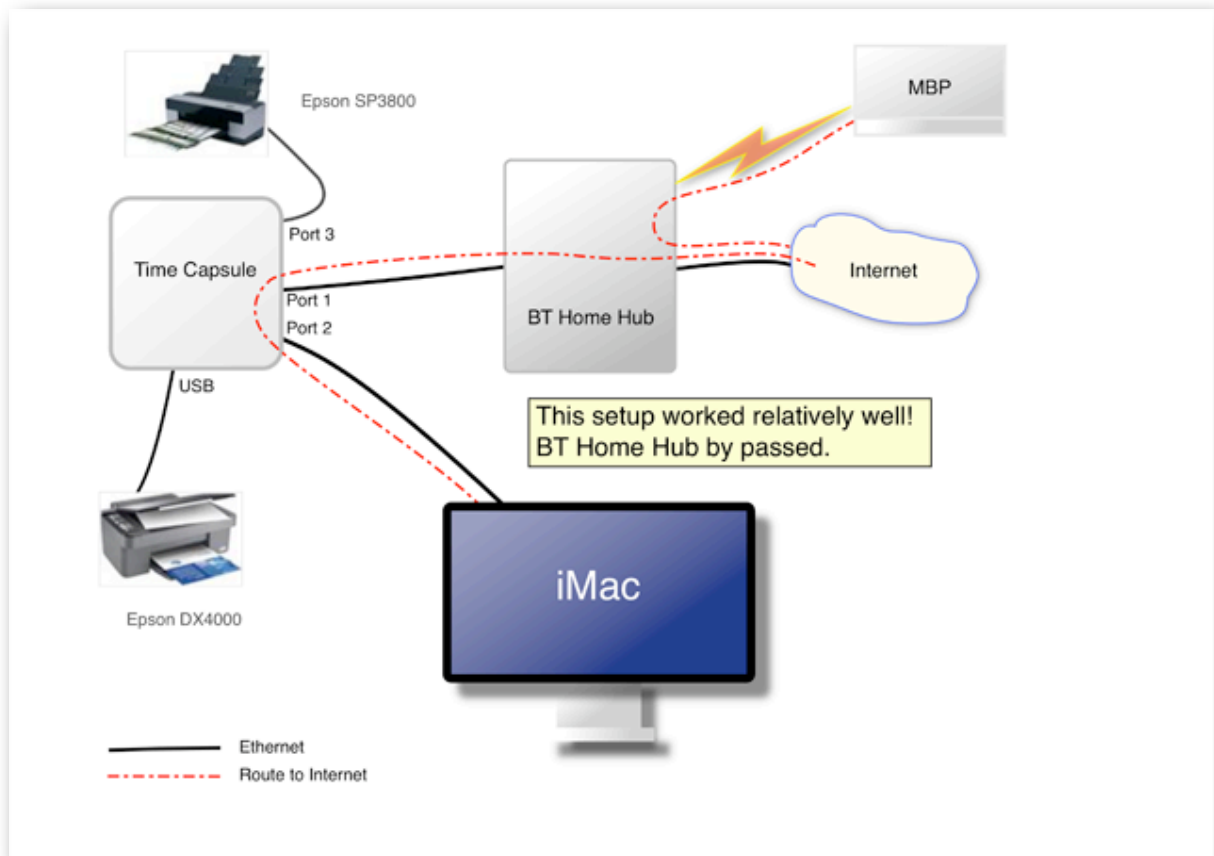 Epson SP3800
MBP
Port 3
Time Capsule
Internet
Port 1
BT Home Hub
Port 2
USB
This setup worked relatively well!
BT Home Hub by passed.
iMac
Epson DX4000
Ethernet
Route to Internet